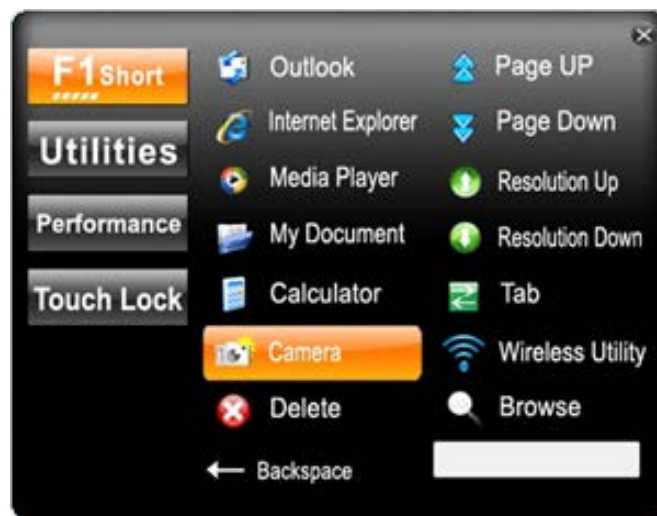 F1 Short
Utilities
Performance
Touch Lock
Outlook
Internet Explorer
Media Player
My Document
Calculator
Camera
Delete
Backspace
Page UP
Page Down
Resolution Up
Resolution Down
Tab
Wireless Utility
Browse